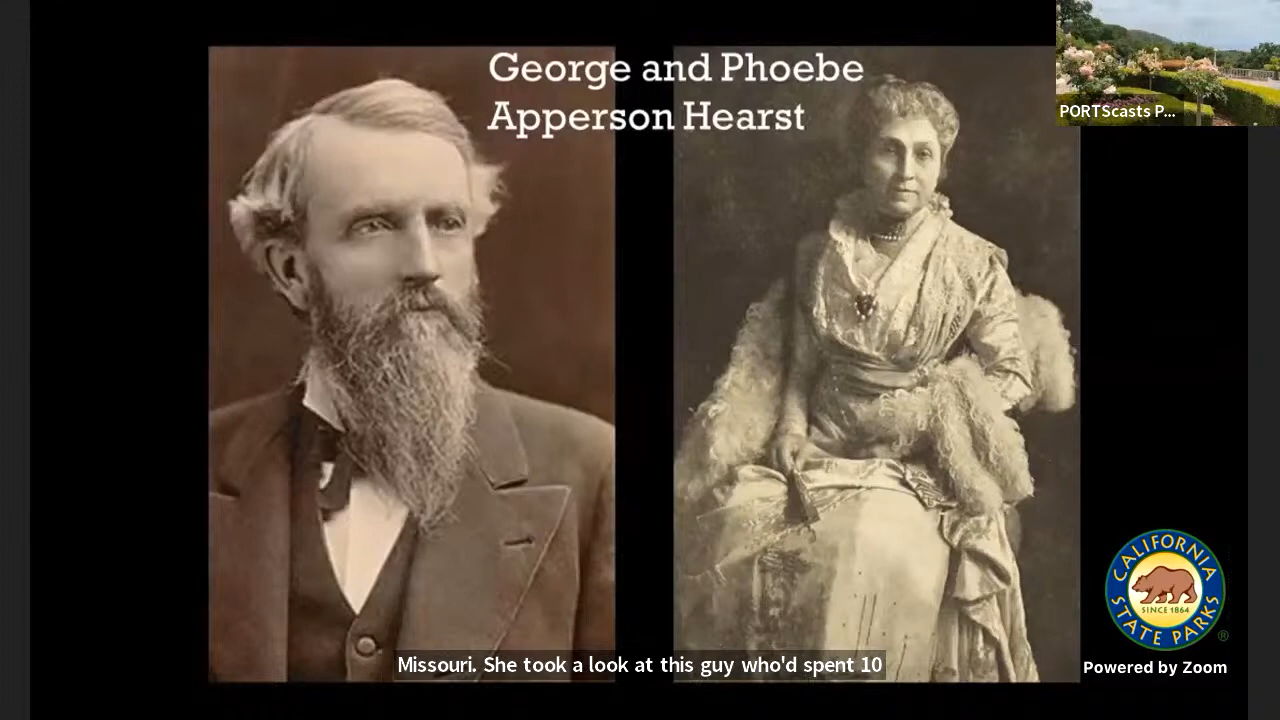 George and Phoebe
Apperson Hearst
PORTScasts P...
CALIFORNIA
STATE PARKS
SINCE 1864
®
Missouri. She took a look at this guy who'd spent 10
Powered by Zoom